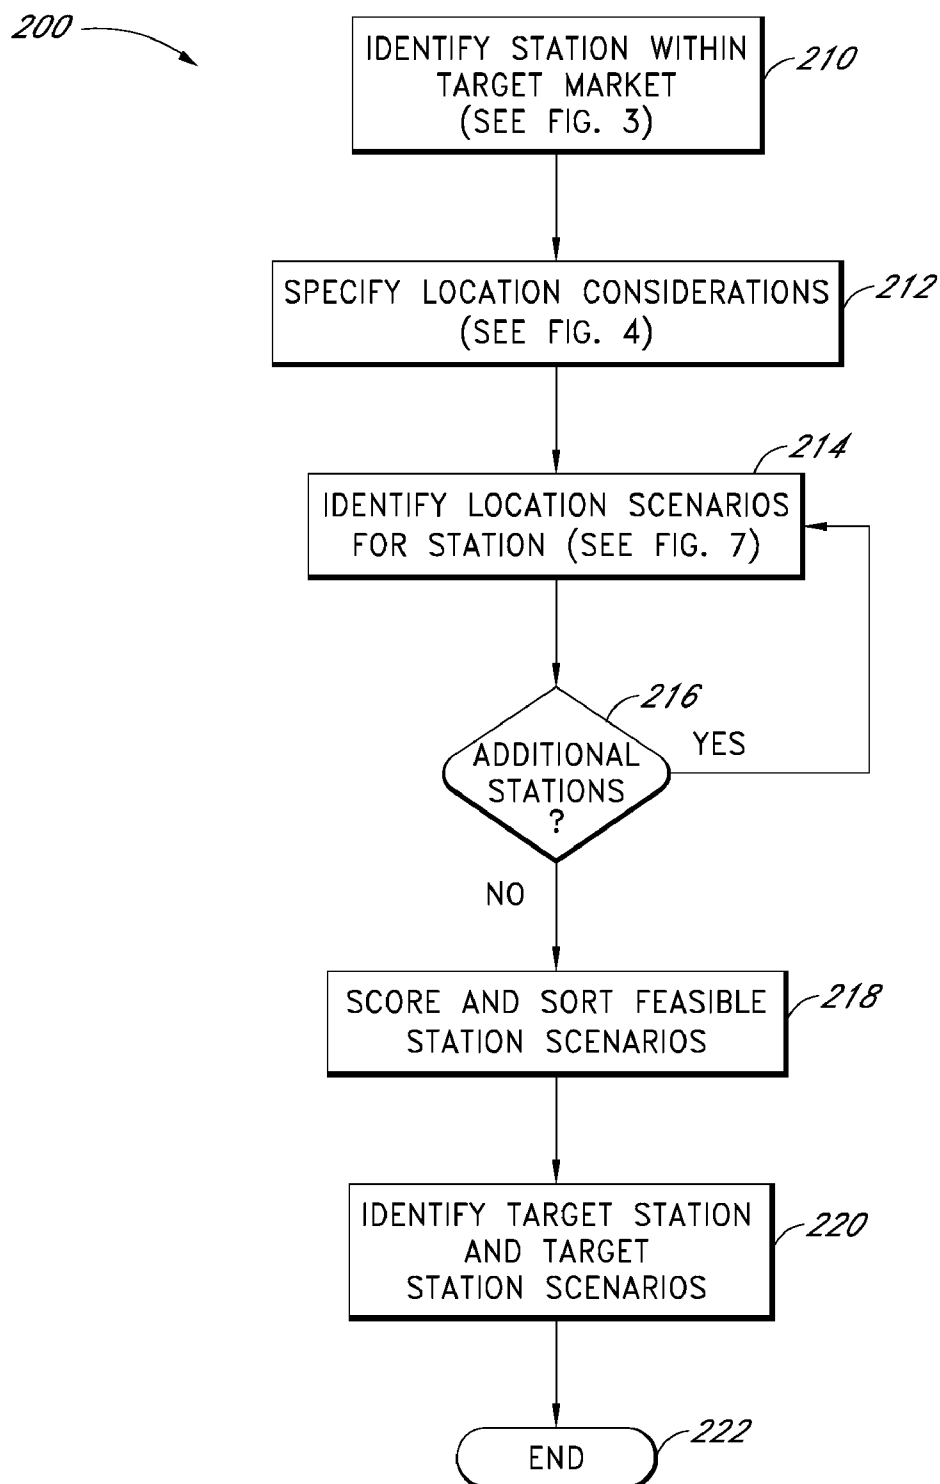 200
IDENTIFY STATION WITHIN
TARGET MARKET
(SEE FIG. 3)
210
SPECIFY LOCATION CONSIDERATIONS
(SEE FIG. 4)
212
214
IDENTIFY LOCATION SCENARIOS
FOR STATION (SEE FIG. 7)
216
ADDITIONAL
STATIONS
?
YES
NO
SCORE AND SORT FEASIBLE
STATION SCENARIOS
218
IDENTIFY TARGET STATION
AND TARGET
STATION SCENARIOS
220
END
222